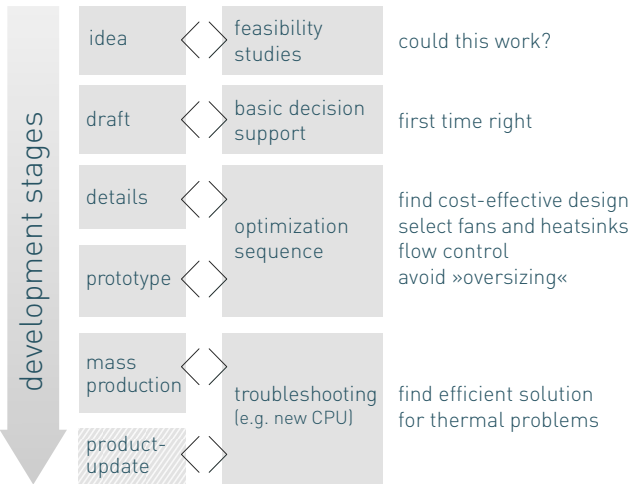 development stages
idea
feasibility
studies
could this work?
draft
basic decision
support
first time right
details
prototype
optimization
sequence
find cost-effective design
select fans and heatsinks
flow control
avoid »oversizing«
mass
production
product-
update
troubleshooting
(e.g. new CPU)
find efficient solution
for thermal problems